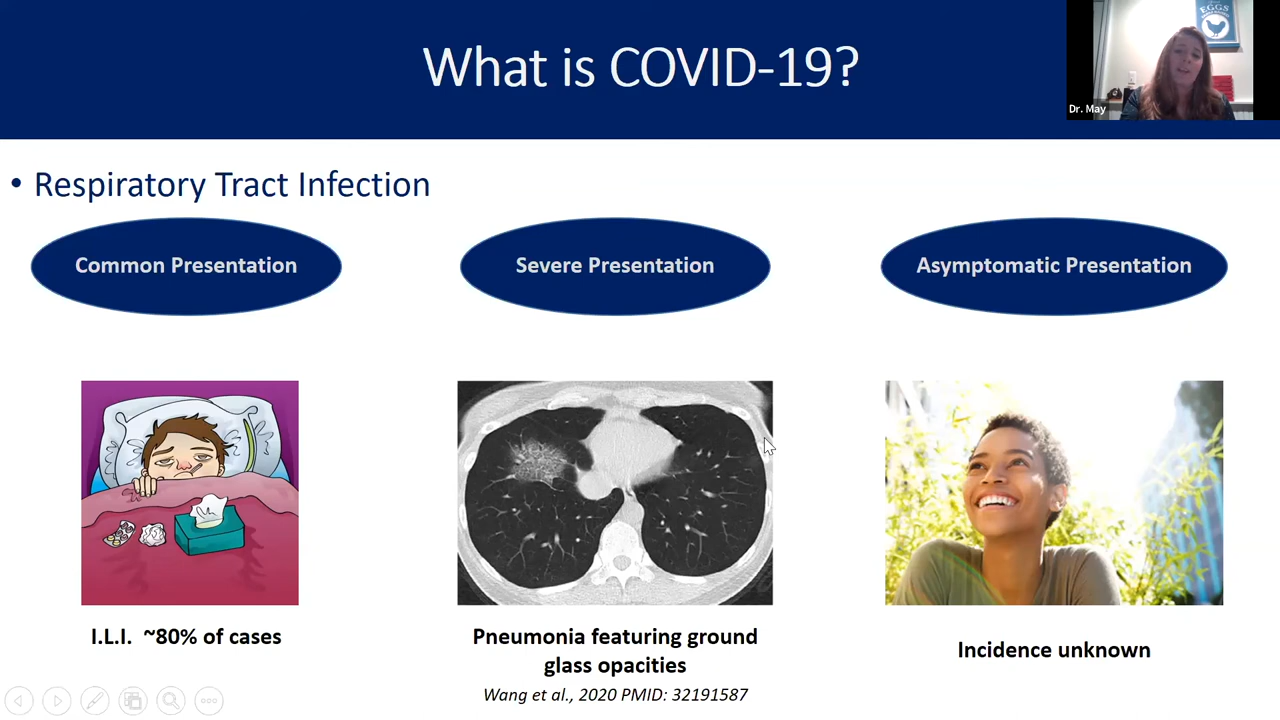 What is COVID-19?
EGGS
Dr. May
• Respiratory Tract Infection
Common Presentation
Severe Presentation
Asymptomatic Presentation
I.L.I.  ~80% of cases
Pneumonia featuring ground
glass opacities
Wang et al., 2020 PMID: 32191587
Incidence unknown